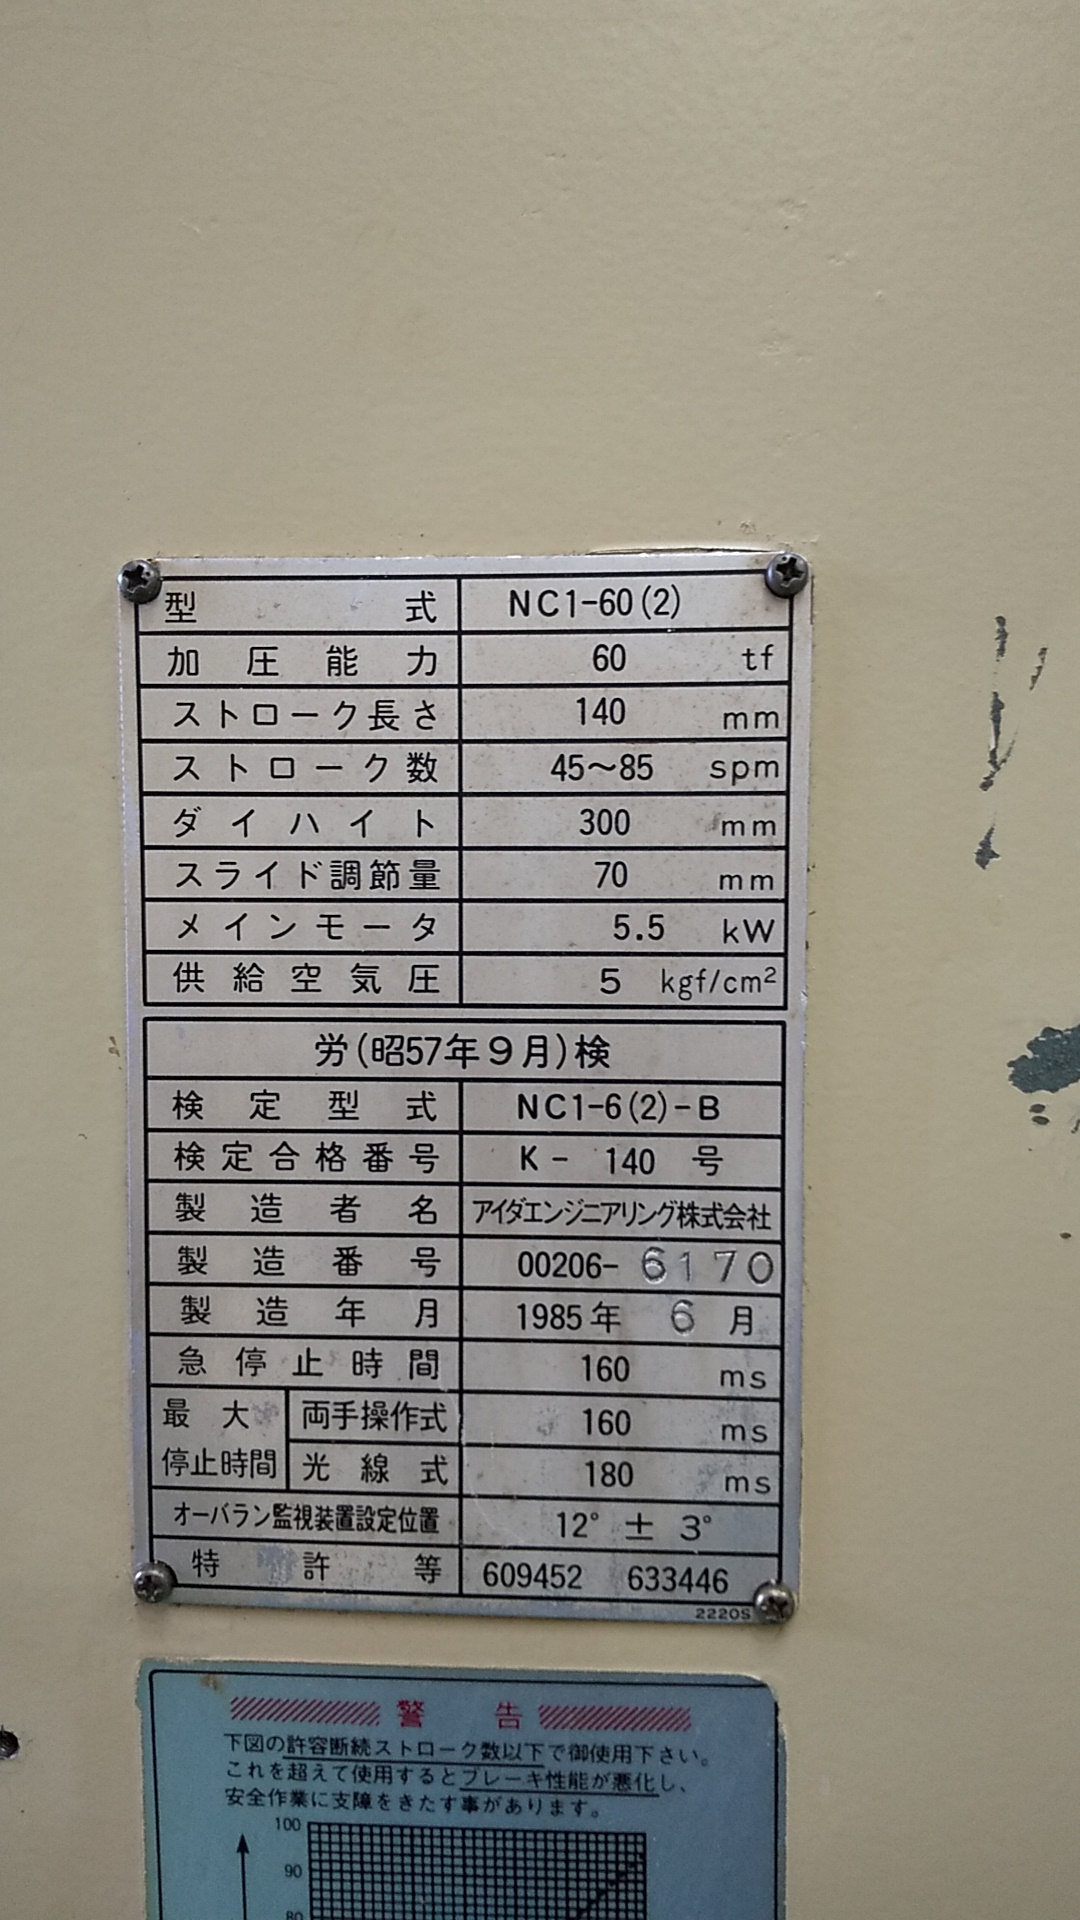 型式 NC1-60(2)
加圧能力 60 tf
ストローク長さ 140 mm
ストローク数 45〜85 spm
ダイハイト 300 mm
スライド調節量 70 mm
メインモータ 5.5 kW
供給空気圧 5 kgf/cm²
労(昭57年9月)検
検定型式 NC1-6(2)-B
検定合格番号 K- 140 号
製造者名 アイダエンジニアリング株式会社
製造番号 00206-6170
製造年月 1985年 6月
急停止時間 160 ms
最大停止時間 両手操作式 160 ms
光線式 180 ms
オーバラン監視装置設定位置 12° ± 3°
特許等 609452 633446
2220S
警告
下図の許容断続ストローク数以下で御使用下さい。
これを超えて使用するとブレーキ性能が悪化し、
安全作業に支障をきたす事があります。
100
90
80